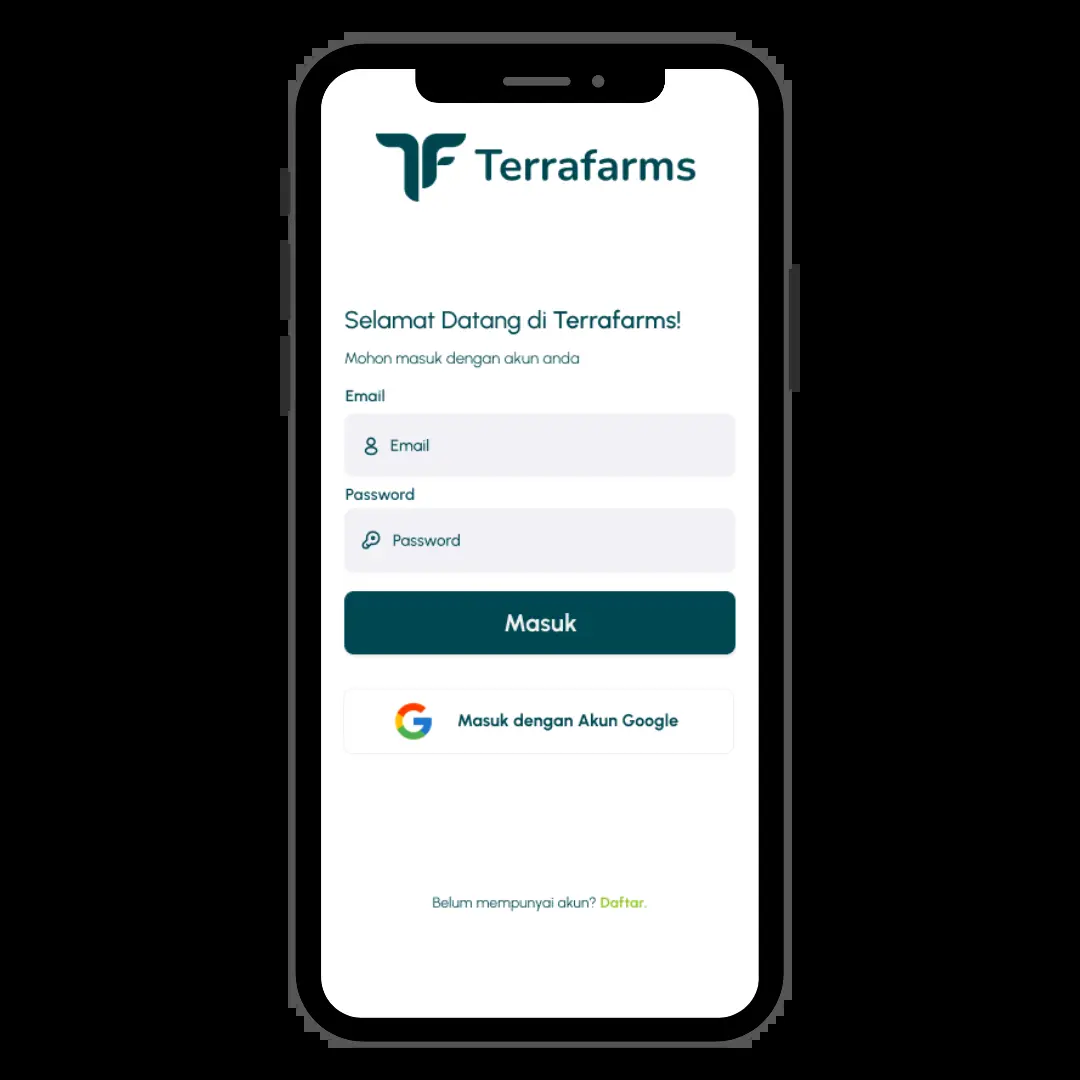 Terrafarms
Selamat Datang di Terrafarms!
Mohon masuk dengan akun anda
Email
Email
Password
Password
Masuk
Masuk dengan Akun Google
Belum mempunyai akun? Daftar.